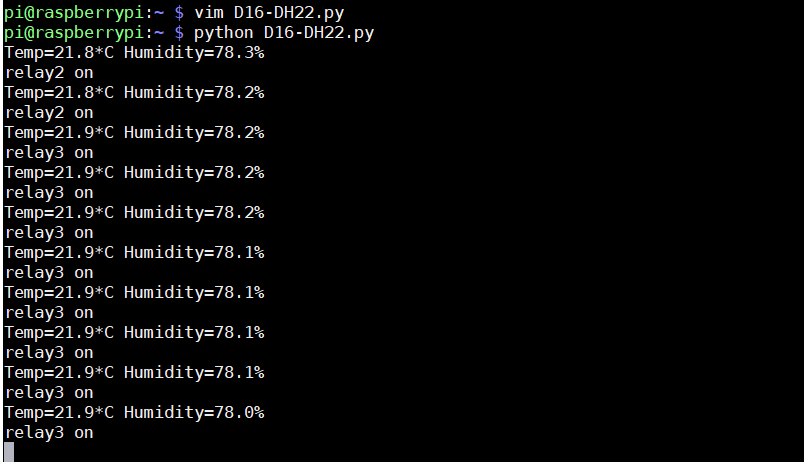 pi@raspberrypi:~ $ vim D16-DH22.py
pi@raspberrypi:~ $ python D16-DH22.py
Temp=21.8*C Humidity=78.3%
relay2 on
Temp=21.8*C Humidity=78.2%
relay2 on
Temp=21.9*C Humidity=78.2%
relay3 on
Temp=21.9*C Humidity=78.2%
relay3 on
Temp=21.9*C Humidity=78.2%
relay3 on
Temp=21.9*C Humidity=78.1%
relay3 on
Temp=21.9*C Humidity=78.1%
relay3 on
Temp=21.9*C Humidity=78.1%
relay3 on
Temp=21.9*C Humidity=78.1%
relay3 on
Temp=21.9*C Humidity=78.0%
relay3 on